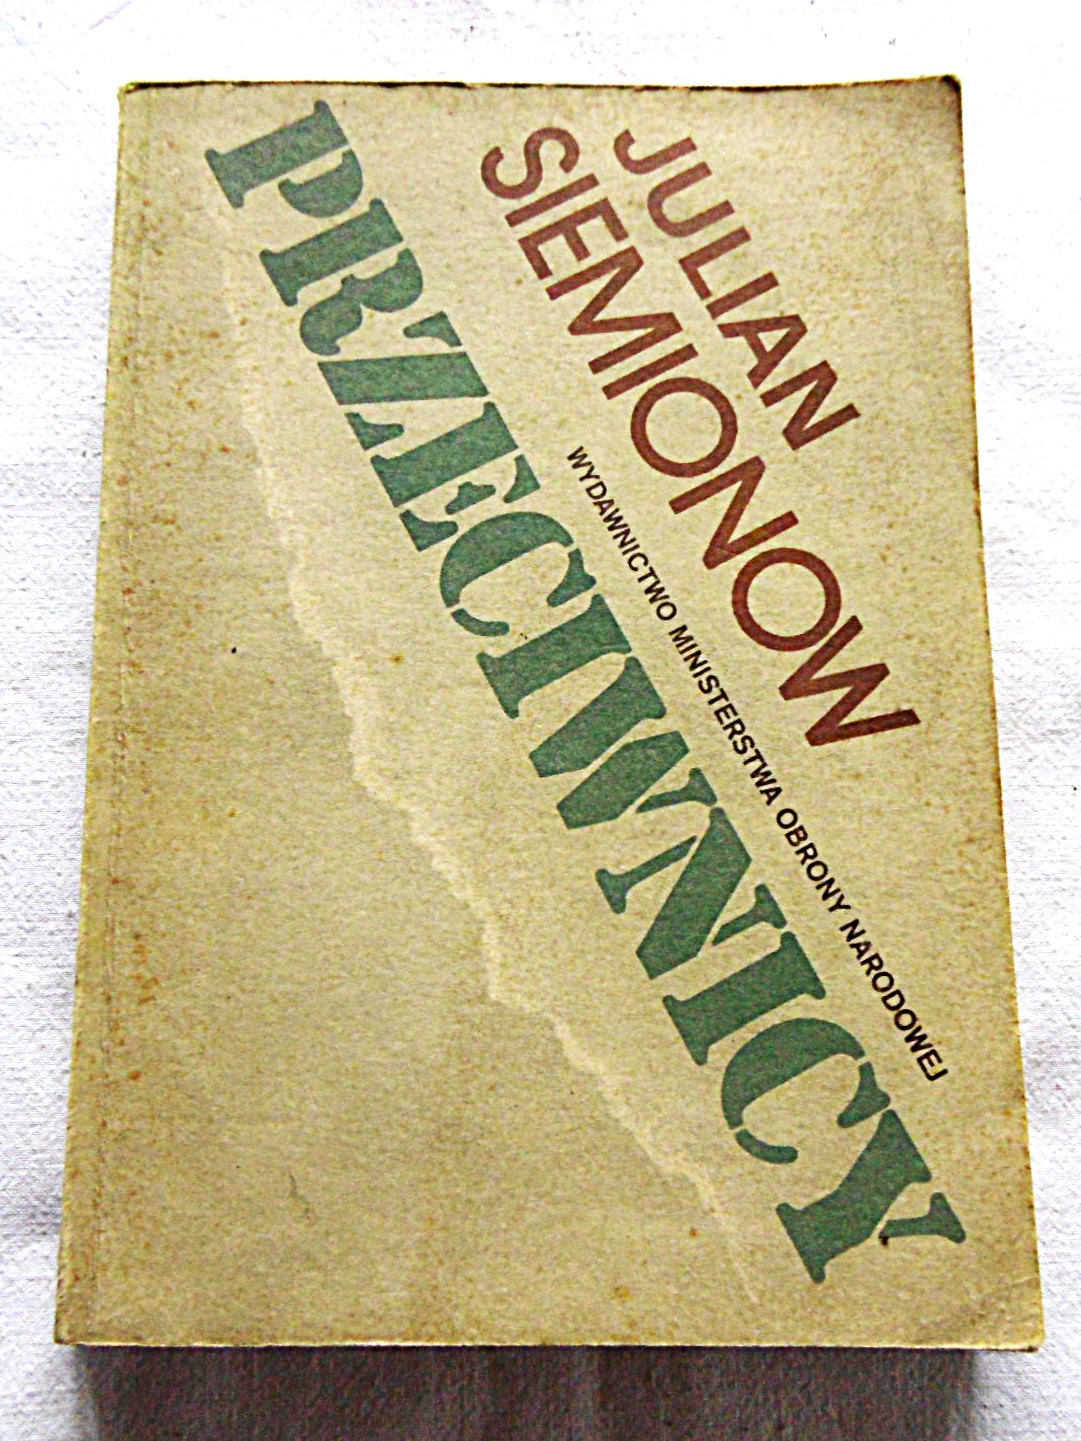 JULIAN
SIEMIONOW
WYDAWNICTWO MINISTERSTWA OBRONY NARODOWEJ
PRZECIWNICY